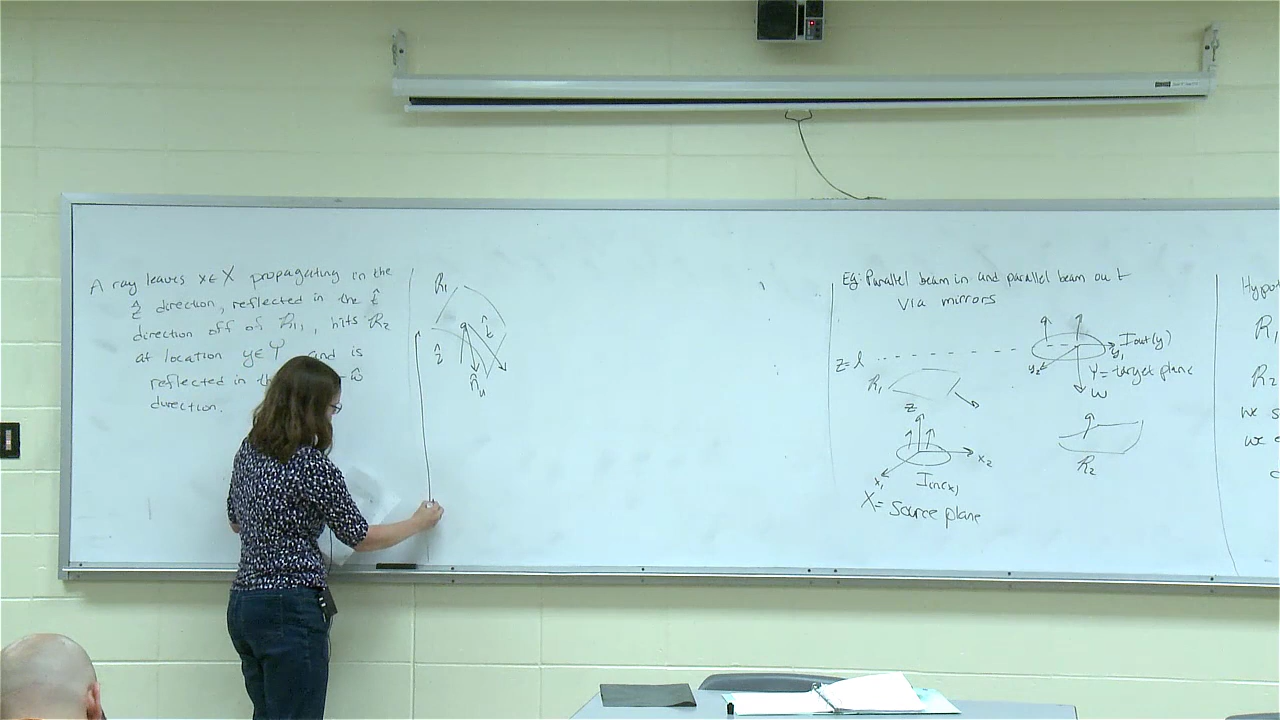 A ray leaves x∈X propagating in the
ẑ direction, reflected in the t̂
direction off of R₁, hits R₂
at location y∈Y and is
reflected in the -ŵ
direction.
R₁
t̂
ẑ
n̂
Eg: Parallel beam in and parallel beam out
via mirrors
z=l
Iout(y)
y₁
y₂
Y=target plane
R₁
w
z
x₂
x₁
Iin(x)
R₂
X= source plane
R₁
R₂
we
we